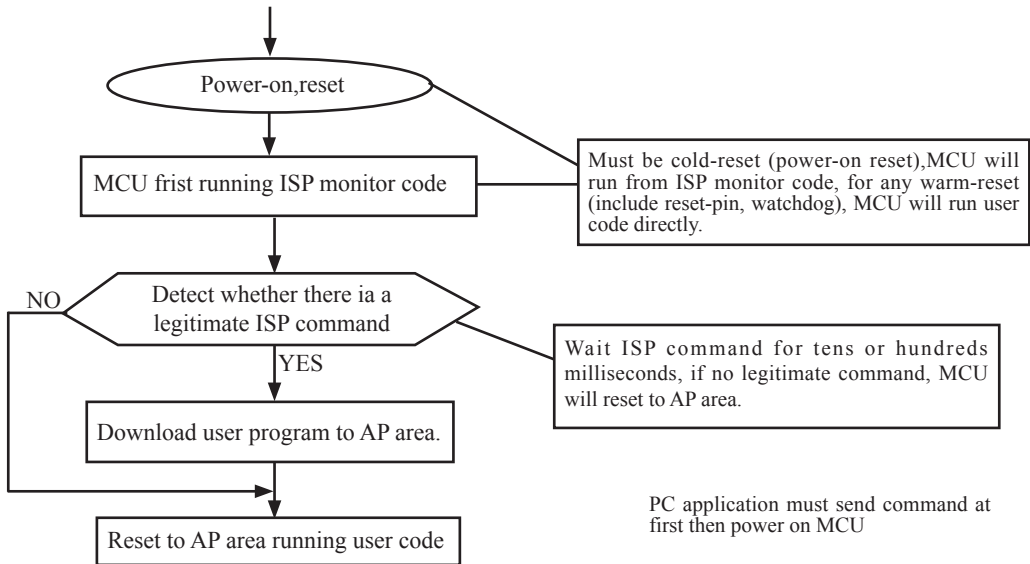 Power-on,reset
MCU frist running ISP monitor code
Must be cold-reset (power-on reset),MCU will
run from ISP monitor code, for any warm-reset
(include reset-pin, watchdog), MCU will run user
code directly.
NO
Detect whether there ia a
legitimate ISP command
YES
Wait ISP command for tens or hundreds
milliseconds, if no legitimate command, MCU
will reset to AP area.
Download user program to AP area.
PC application must send command at
first then power on MCU
Reset to AP area running user code